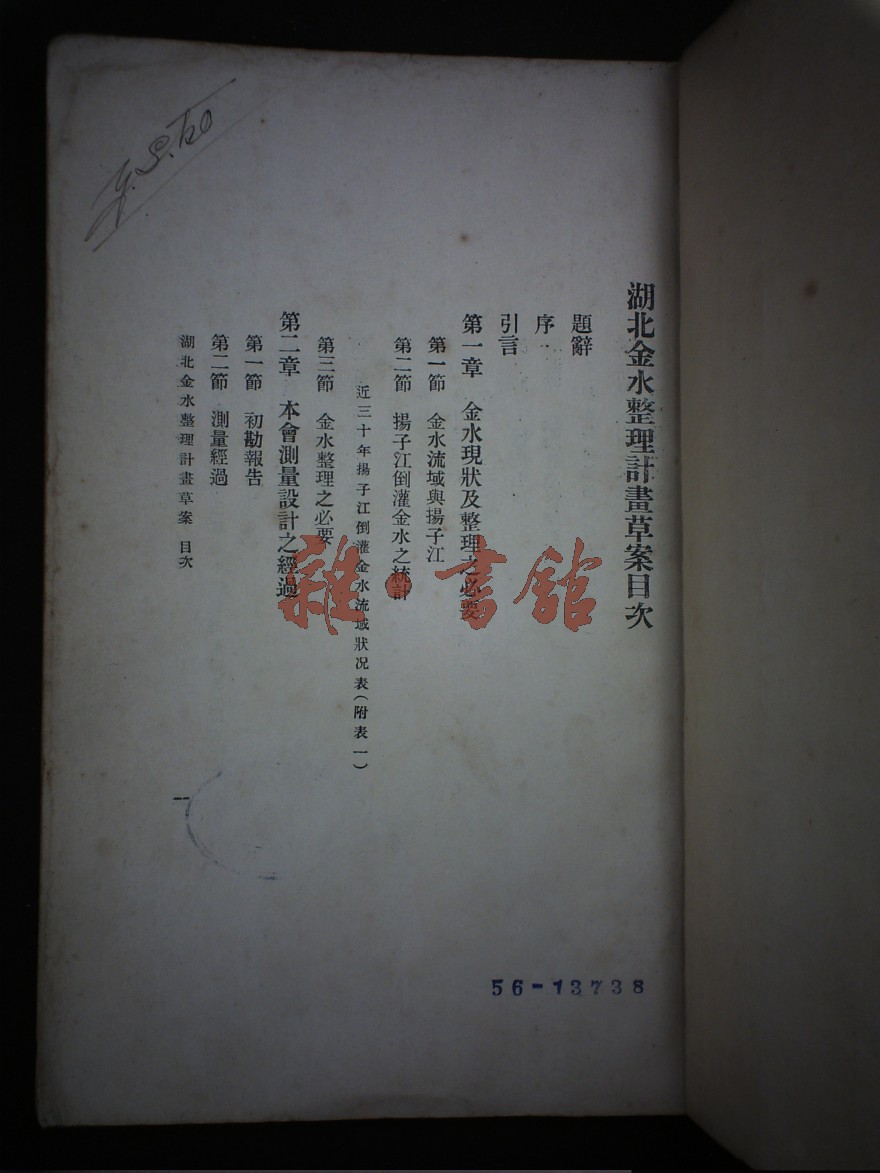 湖北金水整理計畫草案目次
題辭
序
引言
第一章 金水現狀及整理之必要
第一節 金水流域與揚子江
第二節 揚子江倒灌金水之統計
近三十年揚子江倒灌金水流域狀况表(附表一)
第三節 金水整理之必要
第二章 本會測量設計之經過
第一節 初勘報告
第二節 測量經過
湖北金水整理計畫草案 目次
一
56-13738
雜·書館